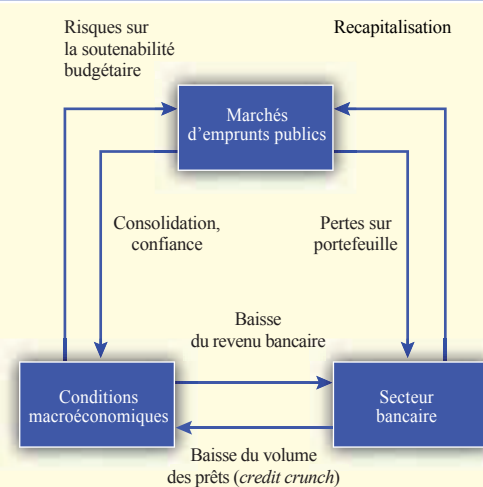 Risques sur
la soutenabilité
budgétaire
Recapitalisation
Marchés
d'emprunts publics
Consolidation,
confiance
Pertes sur
portefeuille
Baisse
du revenu bancaire
Conditions
macroéconomiques
Secteur
bancaire
Baisse du volume
des prêts (credit crunch)